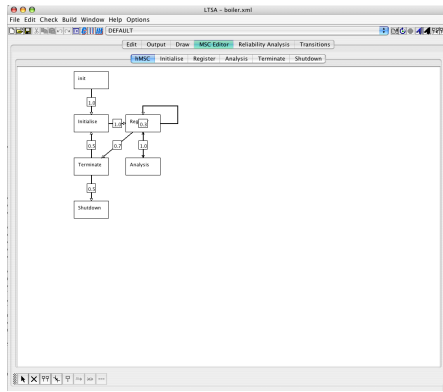 LTSA - boiler.xml
File Edit Check Build Window Help Options
DEFAULT
Edit Output Draw MSC Editor Reliability Analysis Transitions
hMSC Initialise Register Analysis Terminate Shutdown
init
1.0
Initialise 1.0 Reg 0.3
0.5 0.7 1.0
Terminate Analysis
0.5
Shutdown